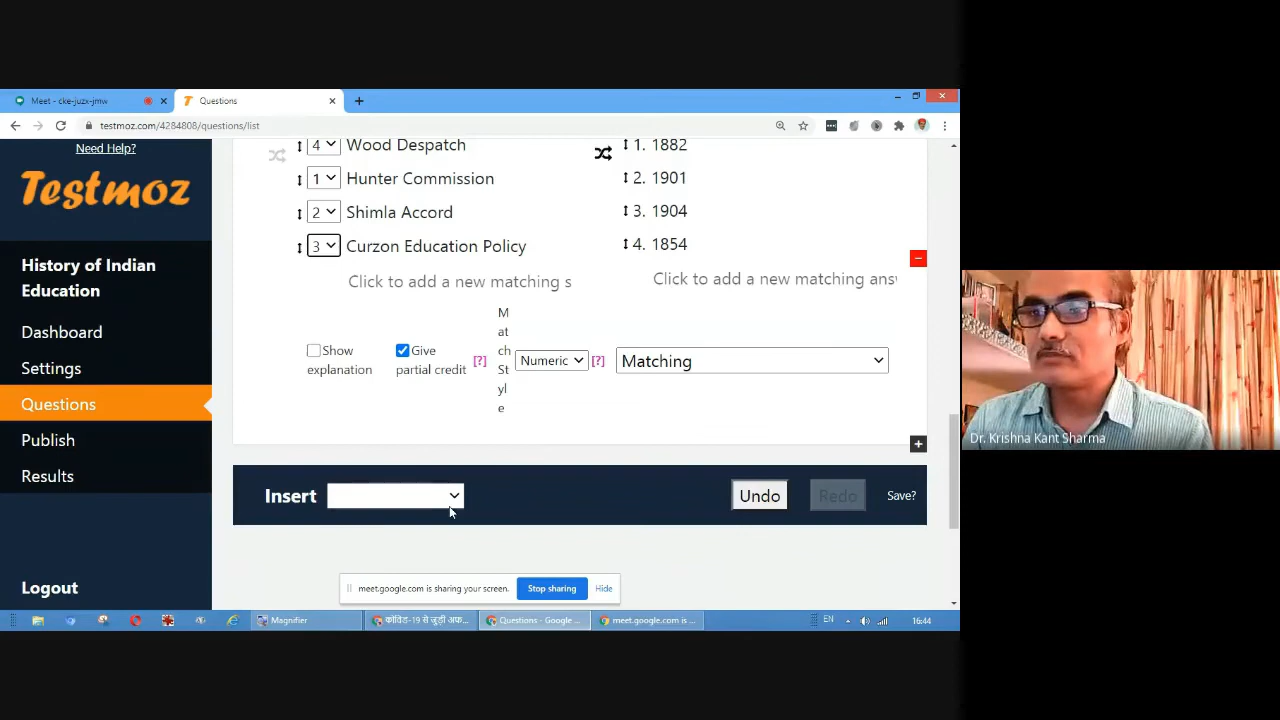 Meet - cke-juzx-jmw
Questions
testmoz.com/4284808/questions/list
Need Help?
Testmoz
History of Indian
Education
Dashboard
Settings
Questions
Publish
Results
Logout
4 Wood Despatch
1. 1882
1 Hunter Commission
2. 1901
2 Shimla Accord
3. 1904
3 Curzon Education Policy
4. 1854
Click to add a new matching s
Click to add a new matching ans
Show
explanation
Give
partial credit
[?]
M
at
ch
St
yl
e
Numeric
[?]
Matching
Insert
Undo
Redo
Save?
meet.google.com is sharing your screen.
Stop sharing
Hide
Magnifier
कोविड-19 से जुड़ी अफ...
Questions - Google ...
meet.google.com is ...
EN
16:44
Dr. Krishna Kant Sharma